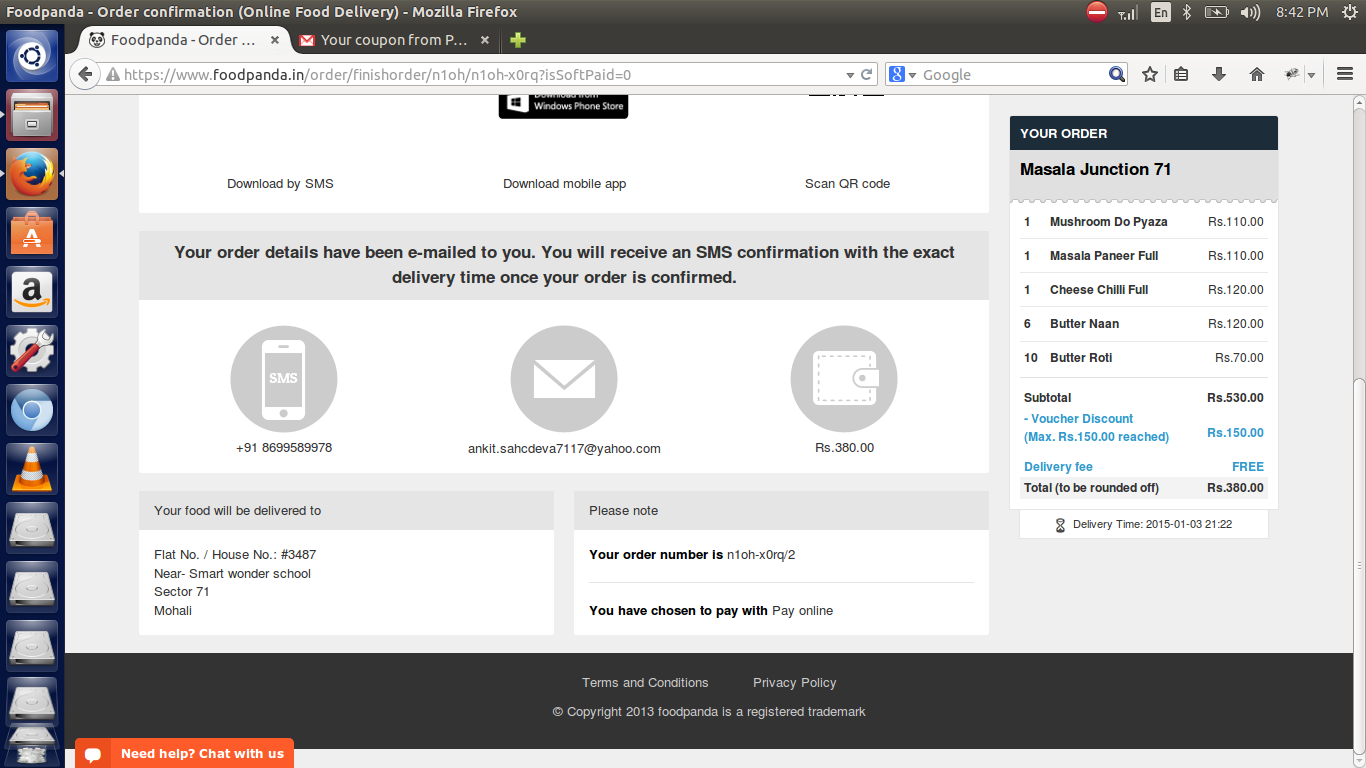 Foodpanda - Order confirmation (Online Food Delivery) - Mozilla Firefox
En
8:42 PM
Foodpanda - Order ...
Your coupon from P...
https://www.foodpanda.in/order/finishorder/n1oh/n1oh-x0rq?isSoftPaid=0
Google
Windows Phone Store
Download by SMS
Download mobile app
Scan QR code
Your order details have been e-mailed to you. You will receive an SMS confirmation with the exact
delivery time once your order is confirmed.
SMS
+91 8699589978
ankit.sahcdeva7117@yahoo.com
Rs.380.00
Your food will be delivered to
Flat No. / House No.: #3487
Near- Smart wonder school
Sector 71
Mohali
Please note
Your order number is n1oh-x0rq/2
You have chosen to pay with Pay online
YOUR ORDER
Masala Junction 71
1 Mushroom Do Pyaza Rs.110.00
1 Masala Paneer Full Rs.110.00
1 Cheese Chilli Full Rs.120.00
6 Butter Naan Rs.120.00
10 Butter Roti Rs.70.00
Subtotal Rs.530.00
- Voucher Discount
(Max. Rs.150.00 reached) Rs.150.00
Delivery fee FREE
Total (to be rounded off) Rs.380.00
Delivery Time: 2015-01-03 21:22
Terms and Conditions
Privacy Policy
© Copyright 2013 foodpanda is a registered trademark
Need help? Chat with us